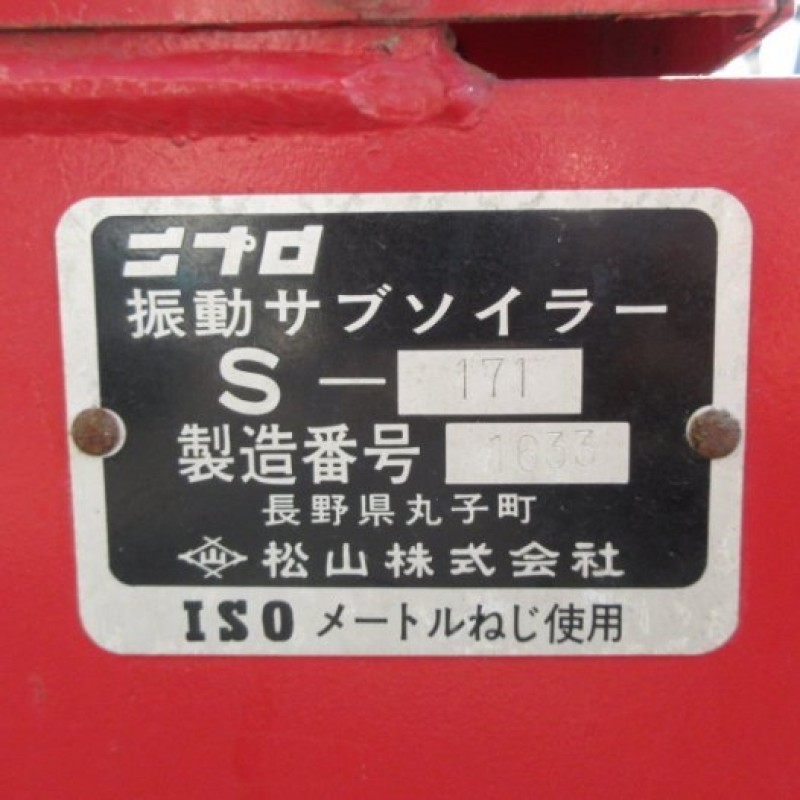 ニプロ
振動サブソイラー
S－171
製造番号 1633
長野県丸子町
松山株式会社
ISO メートルねじ使用